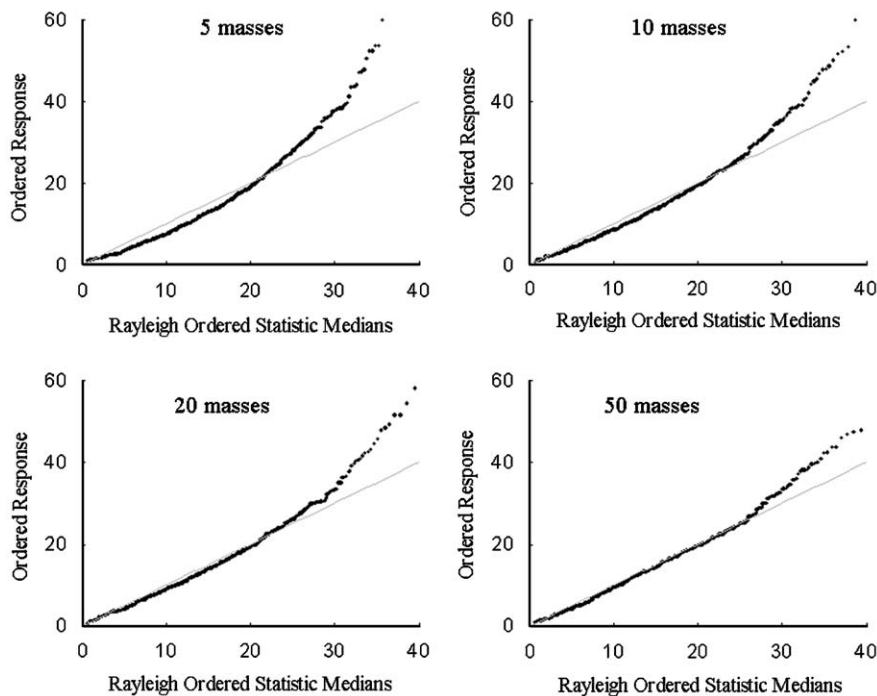 5 masses
Ordered Response
60
40
20
0
0 10 20 30 40
Rayleigh Ordered Statistic Medians
10 masses
Ordered Response
60
40
20
0
0 10 20 30 40
Rayleigh Ordered Statistic Medians
20 masses
Ordered Response
60
40
20
0
0 10 20 30 40
Rayleigh Ordered Statistic Medians
50 masses
Ordered Response
60
40
20
0
0 10 20 30 40
Rayleigh Ordered Statistic Medians